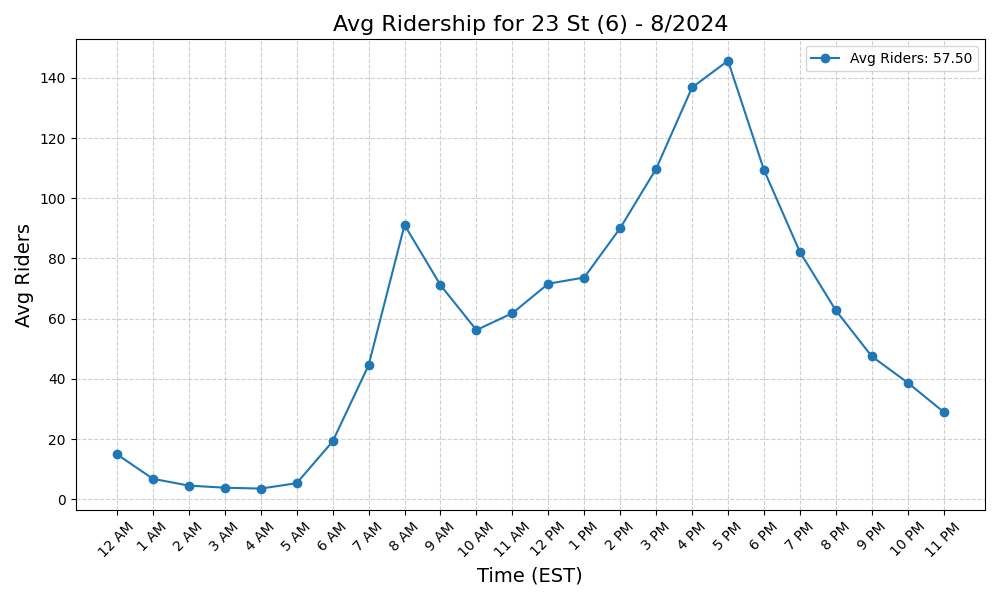 Avg Ridership for 23 St (6) - 8/2024
Avg Riders: 57.50
Avg Riders
140
120
100
80
60
40
20
0
12 AM
1 AM
2 AM
3 AM
4 AM
5 AM
6 AM
7 AM
8 AM
9 AM
10 AM
11 AM
12 PM
1 PM
2 PM
3 PM
4 PM
5 PM
6 PM
7 PM
8 PM
9 PM
10 PM
11 PM
Time (EST)